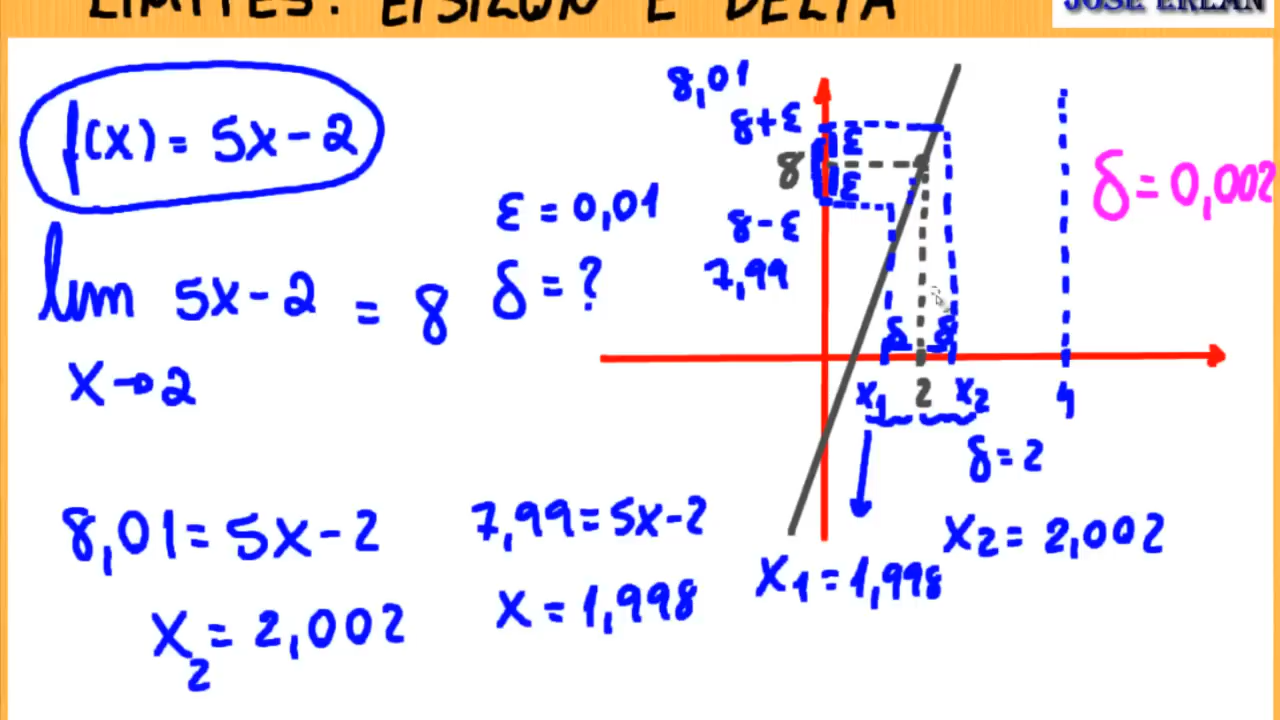 LIMITES: EPSILON E DELTA
JOSÉ ERLAN
f(x) = 5x - 2
lim 5x - 2 = 8
x → 2
ε = 0,01
δ = ?
8,01
8 + ε
8
8 - ε
7,99
ε
ε
δ δ
x1 2 x2 4
δ = 2
δ = 0,002
8,01 = 5x - 2
x2 = 2,002
7,99 = 5x - 2
x = 1,998
x1 = 1,998
x2 = 2,002